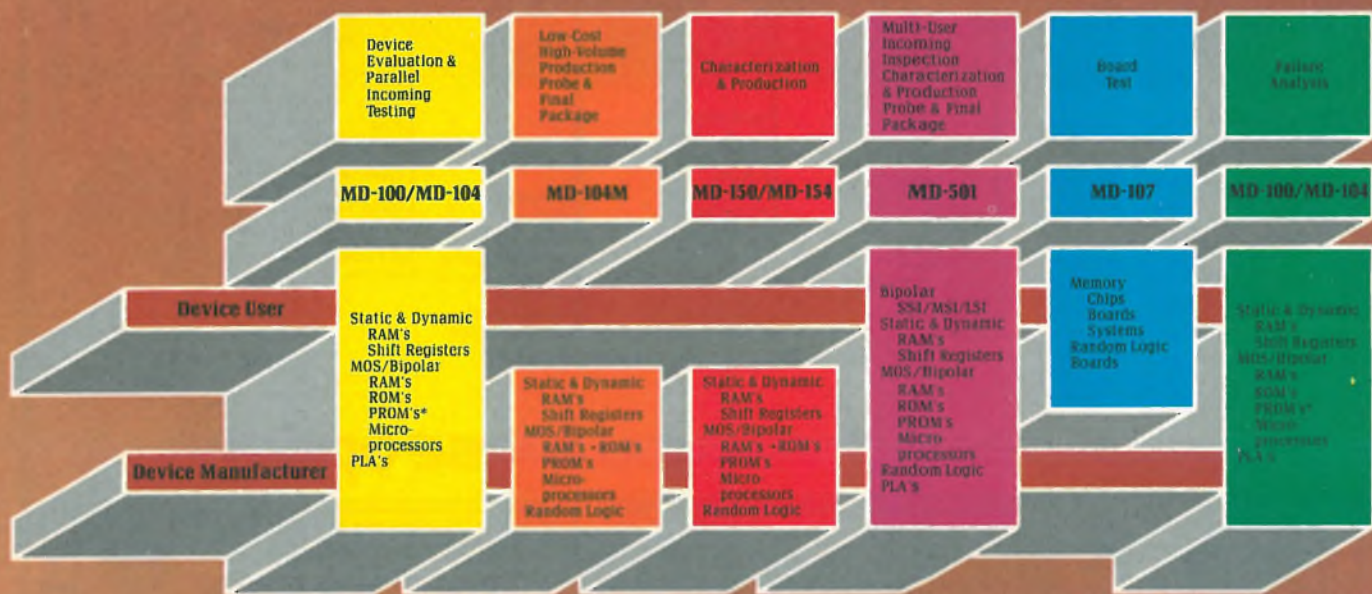 Device
Evaluation &
Parallel
Incoming
Testing
Low-Cost
High-Volume
Production
Probe &
Final
Package
Characterization
& Production
Multi-User
Incoming
Inspection
Characterization
& Production
Probe & Final
Package
Board
Test
Failure
Analysis
MD-100/MD-104
MD-104M
MD-150/MD-154
MD-501
MD-107
MD-100/MD-104
Device User
Device Manufacturer
Static & Dynamic
RAM's
Shift Registers
MOS/Bipolar
RAM's
ROM's
PROM's*
Micro-
processors
PLA's
Static & Dynamic
RAM's
Shift Registers
MOS/Bipolar
RAM's - ROM's
PROM's
Micro-
processors
Random Logic
Static & Dynamic
RAM's
Shift Registers
MOS/Bipolar
RAM's - ROM's
PROM's
Micro
processors
Random Logic
Bipolar
SSI/MSI/LSI
Static & Dynamic
RAM's
Shift Registers
MOS/Bipolar
RAM's
ROM's
PROM's
Micro-
processors
Random Logic
PLA's
Memory
Chips
Boards
Systems
Random Logic
Boards
Static & Dynamic
RAM's
Shift Registers
MOS/Bipolar
RAM's
ROM's
PROM's*
Micro-
processors
PLA's